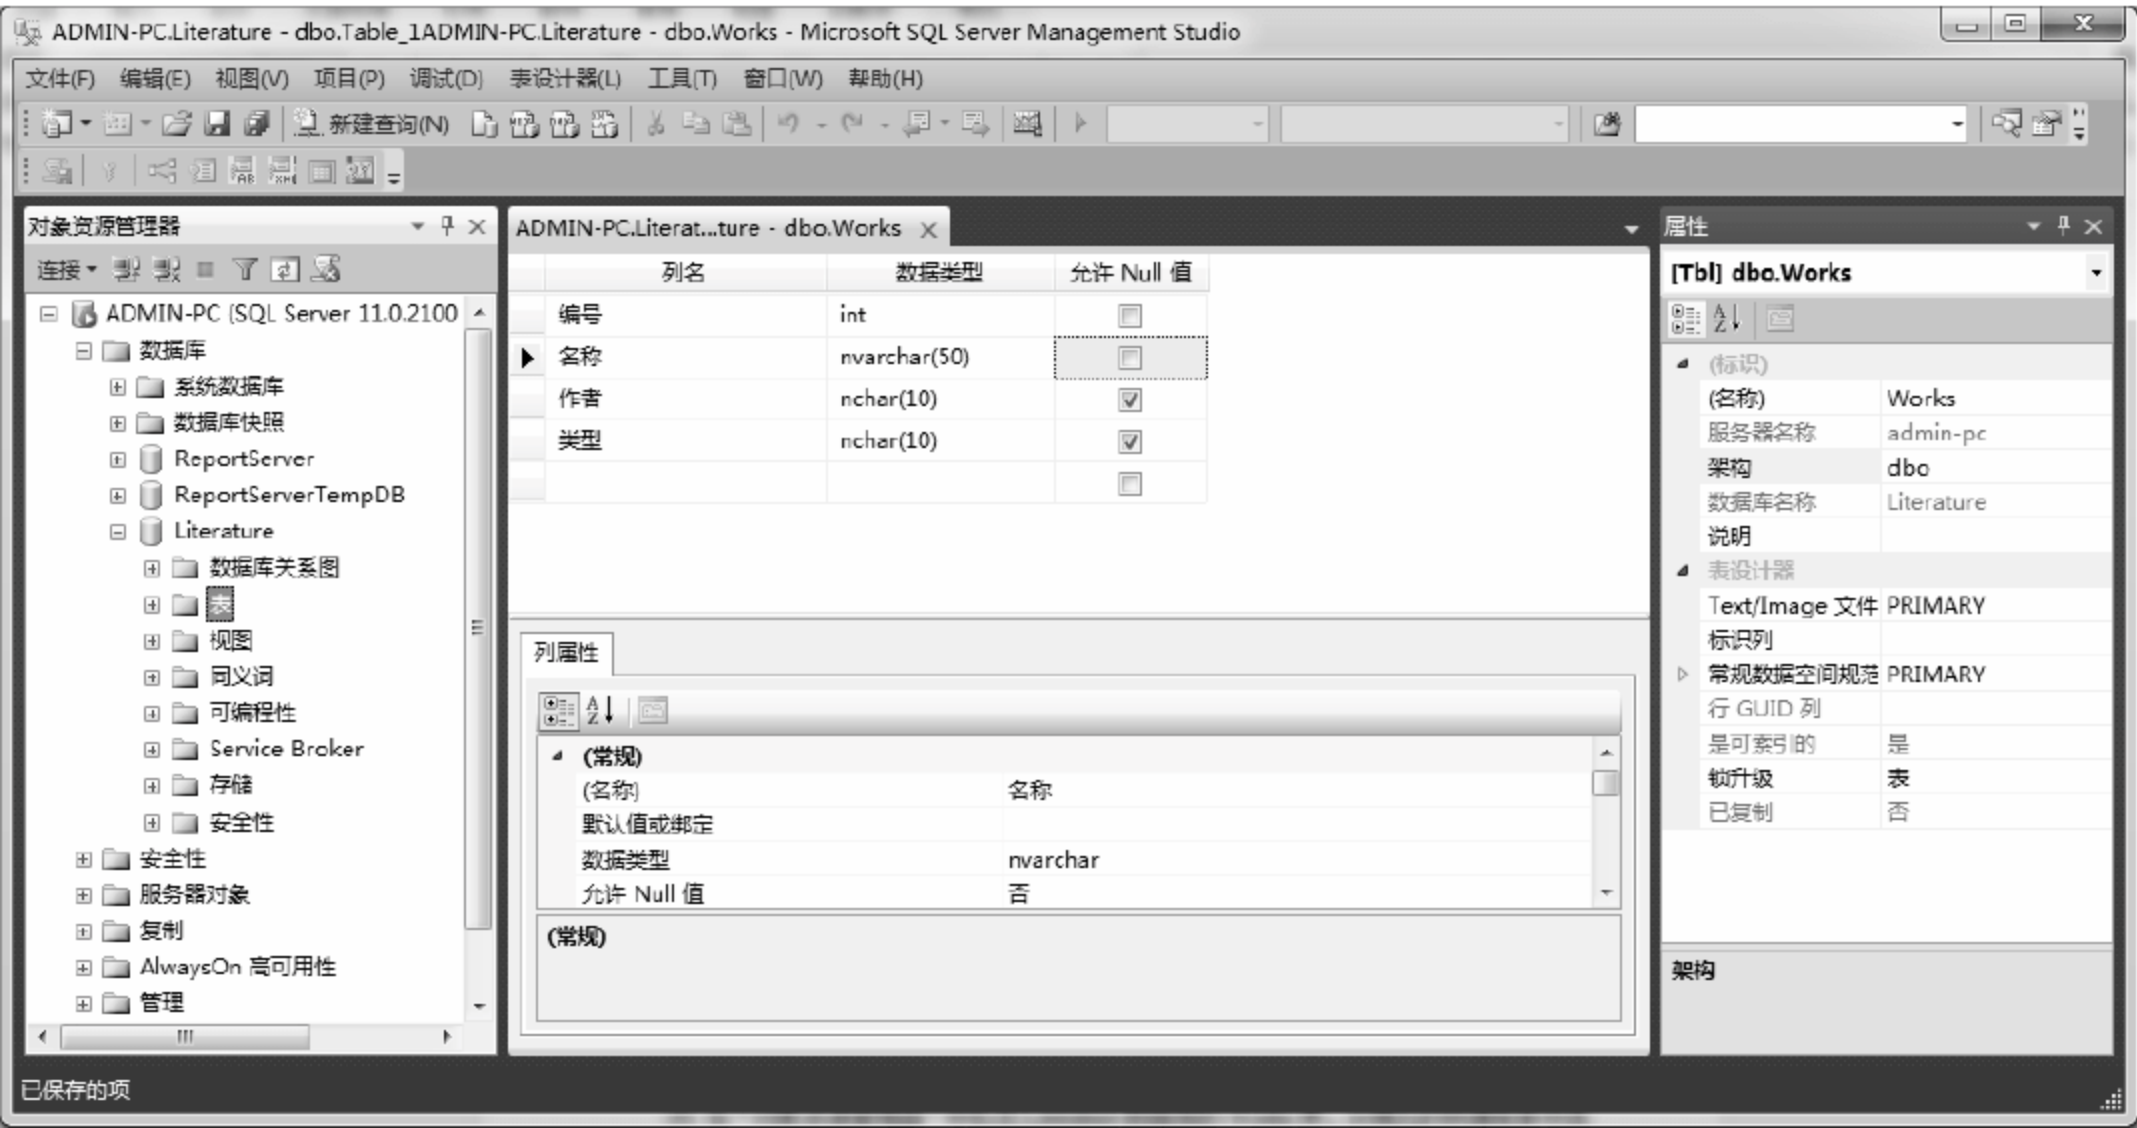 ADMIN-PC.Literature - dbo.Table_1ADMIN-PC.Literature - dbo.Works - Microsoft SQL Server Management Studio
文件(F) 编辑(E) 视图(V) 项目(P) 调试(D) 表设计器(L) 工具(T) 窗口(W) 帮助(H)
新建查询(N)
对象资源管理器
连接
ADMIN-PC (SQL Server 11.0.2100
数据库
系统数据库
数据库快照
ReportServer
ReportServerTempDB
Literature
数据库关系图
表
视图
同义词
可编程性
Service Broker
存储
安全性
安全性
服务器对象
复制
AlwaysOn 高可用性
管理
ADMIN-PC.Literat...ture - dbo.Works
列名 数据类型 允许 Null 值
编号 int
名称 nvarchar(50)
作者 nchar(10)
类型 nchar(10)
列属性
(常规)
(名称) 名称
默认值或绑定
数据类型 nvarchar
允许 Null 值 否
(常规)
属性
[Tbl] dbo.Works
(标识)
(名称) Works
服务器名称 admin-pc
架构 dbo
数据库名称 Literature
说明
表设计器
Text/Image 文件 PRIMARY
标识列
常规数据空间规范 PRIMARY
行 GUID 列
是可索引的 是
锁升级 表
已复制 否
架构
已保存的项